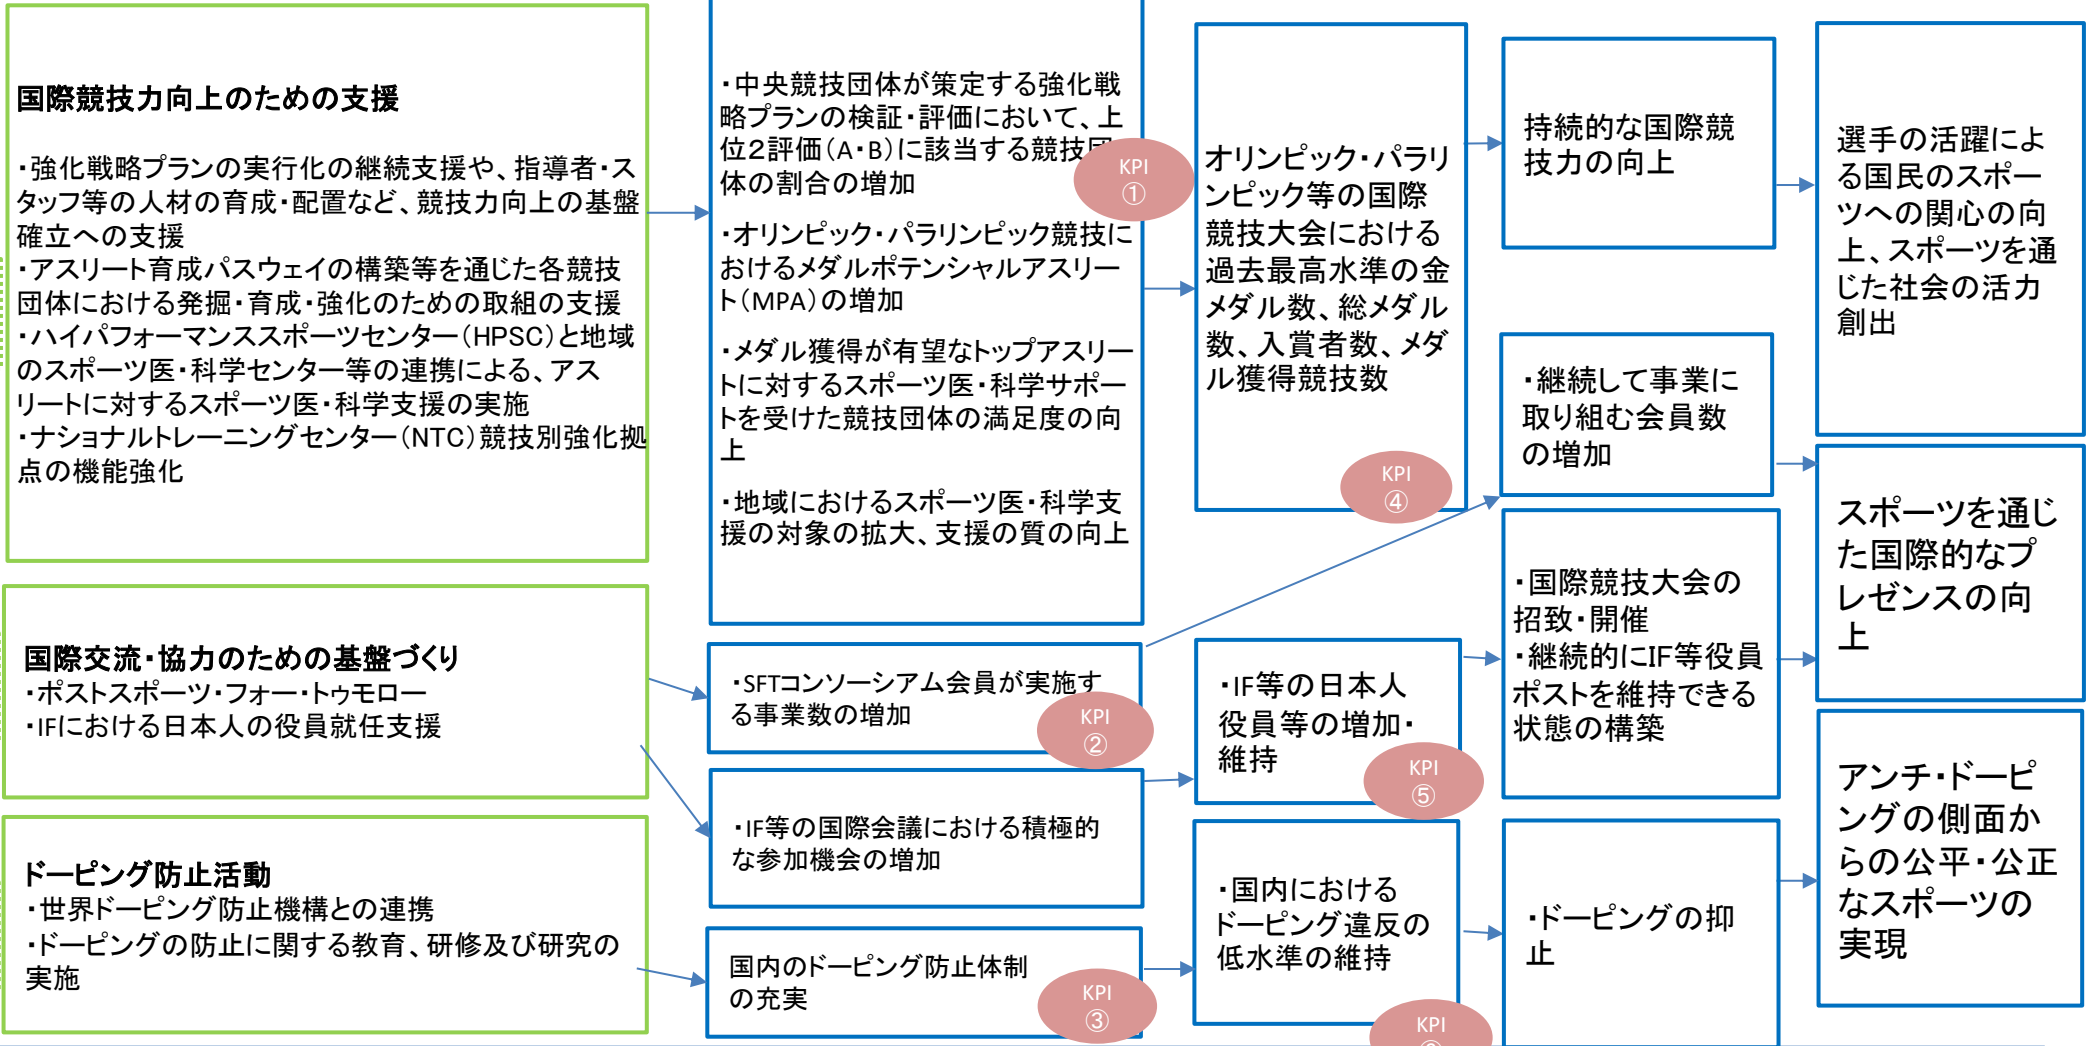 国際競技力向上のための支援
・強化戦略プランの実行化の継続支援や、指導者・ス
タッフ等の人材の育成・配置など、競技力向上の基盤
確立への支援
・アスリート育成パスウェイの構築等を通じた各競技
団体における発掘・育成・強化のための取組の支援
・ハイパフォーマンススポーツセンター(HPSC)と地域
のスポーツ医・科学センター等の連携による、アス
リートに対するスポーツ医・科学支援の実施
・ナショナルトレーニングセンター(NTC)競技別強化拠
点の機能強化
国際交流・協力のための基盤づくり
・ポストスポーツ・フォー・トゥモロー
・IFにおける日本人の役員就任支援
ドーピング防止活動
・世界ドーピング防止機構との連携
・ドーピングの防止に関する教育、研修及び研究の
実施
・中央競技団体が策定する強化戦
略プランの検証・評価において、上
位2評価(A・B)に該当する競技団
体の割合の増加
KPI
①
・オリンピック・パラリンピック競技に
おけるメダルポテンシャルアスリー
ト(MPA)の増加
・メダル獲得が有望なトップアスリー
トに対するスポーツ医・科学サポー
トを受けた競技団体の満足度の向
上
・地域におけるスポーツ医・科学支
援の対象の拡大、支援の質の向上
・SFTコンソーシアム会員が実施す
る事業数の増加
KPI
②
・IF等の国際会議における積極的
な参加機会の増加
国内のドーピング防止体制
の充実
KPI
③
オリンピック・パラリ
ンピック等の国際
競技大会における
過去最高水準の金
メダル数、総メダル
数、入賞者数、メダ
ル獲得競技数
KPI
④
・IF等の日本人
役員等の増加・
維持
KPI
⑤
・国内における
ドーピング違反の
低水準の維持
KPI
持続的な国際競
技力の向上
・継続して事業に
取り組む会員数
の増加
・国際競技大会の
招致・開催
・継続的にIF等役員
ポストを維持できる
状態の構築
・ドーピングの抑
止
選手の活躍によ
る国民のスポー
ツへの関心の向
上、スポーツを通
じた社会の活力
創出
スポーツを通じ
た国際的なプ
レゼンスの向
上
アンチ・ドーピ
ングの側面か
らの公平・公正
なスポーツの
実現